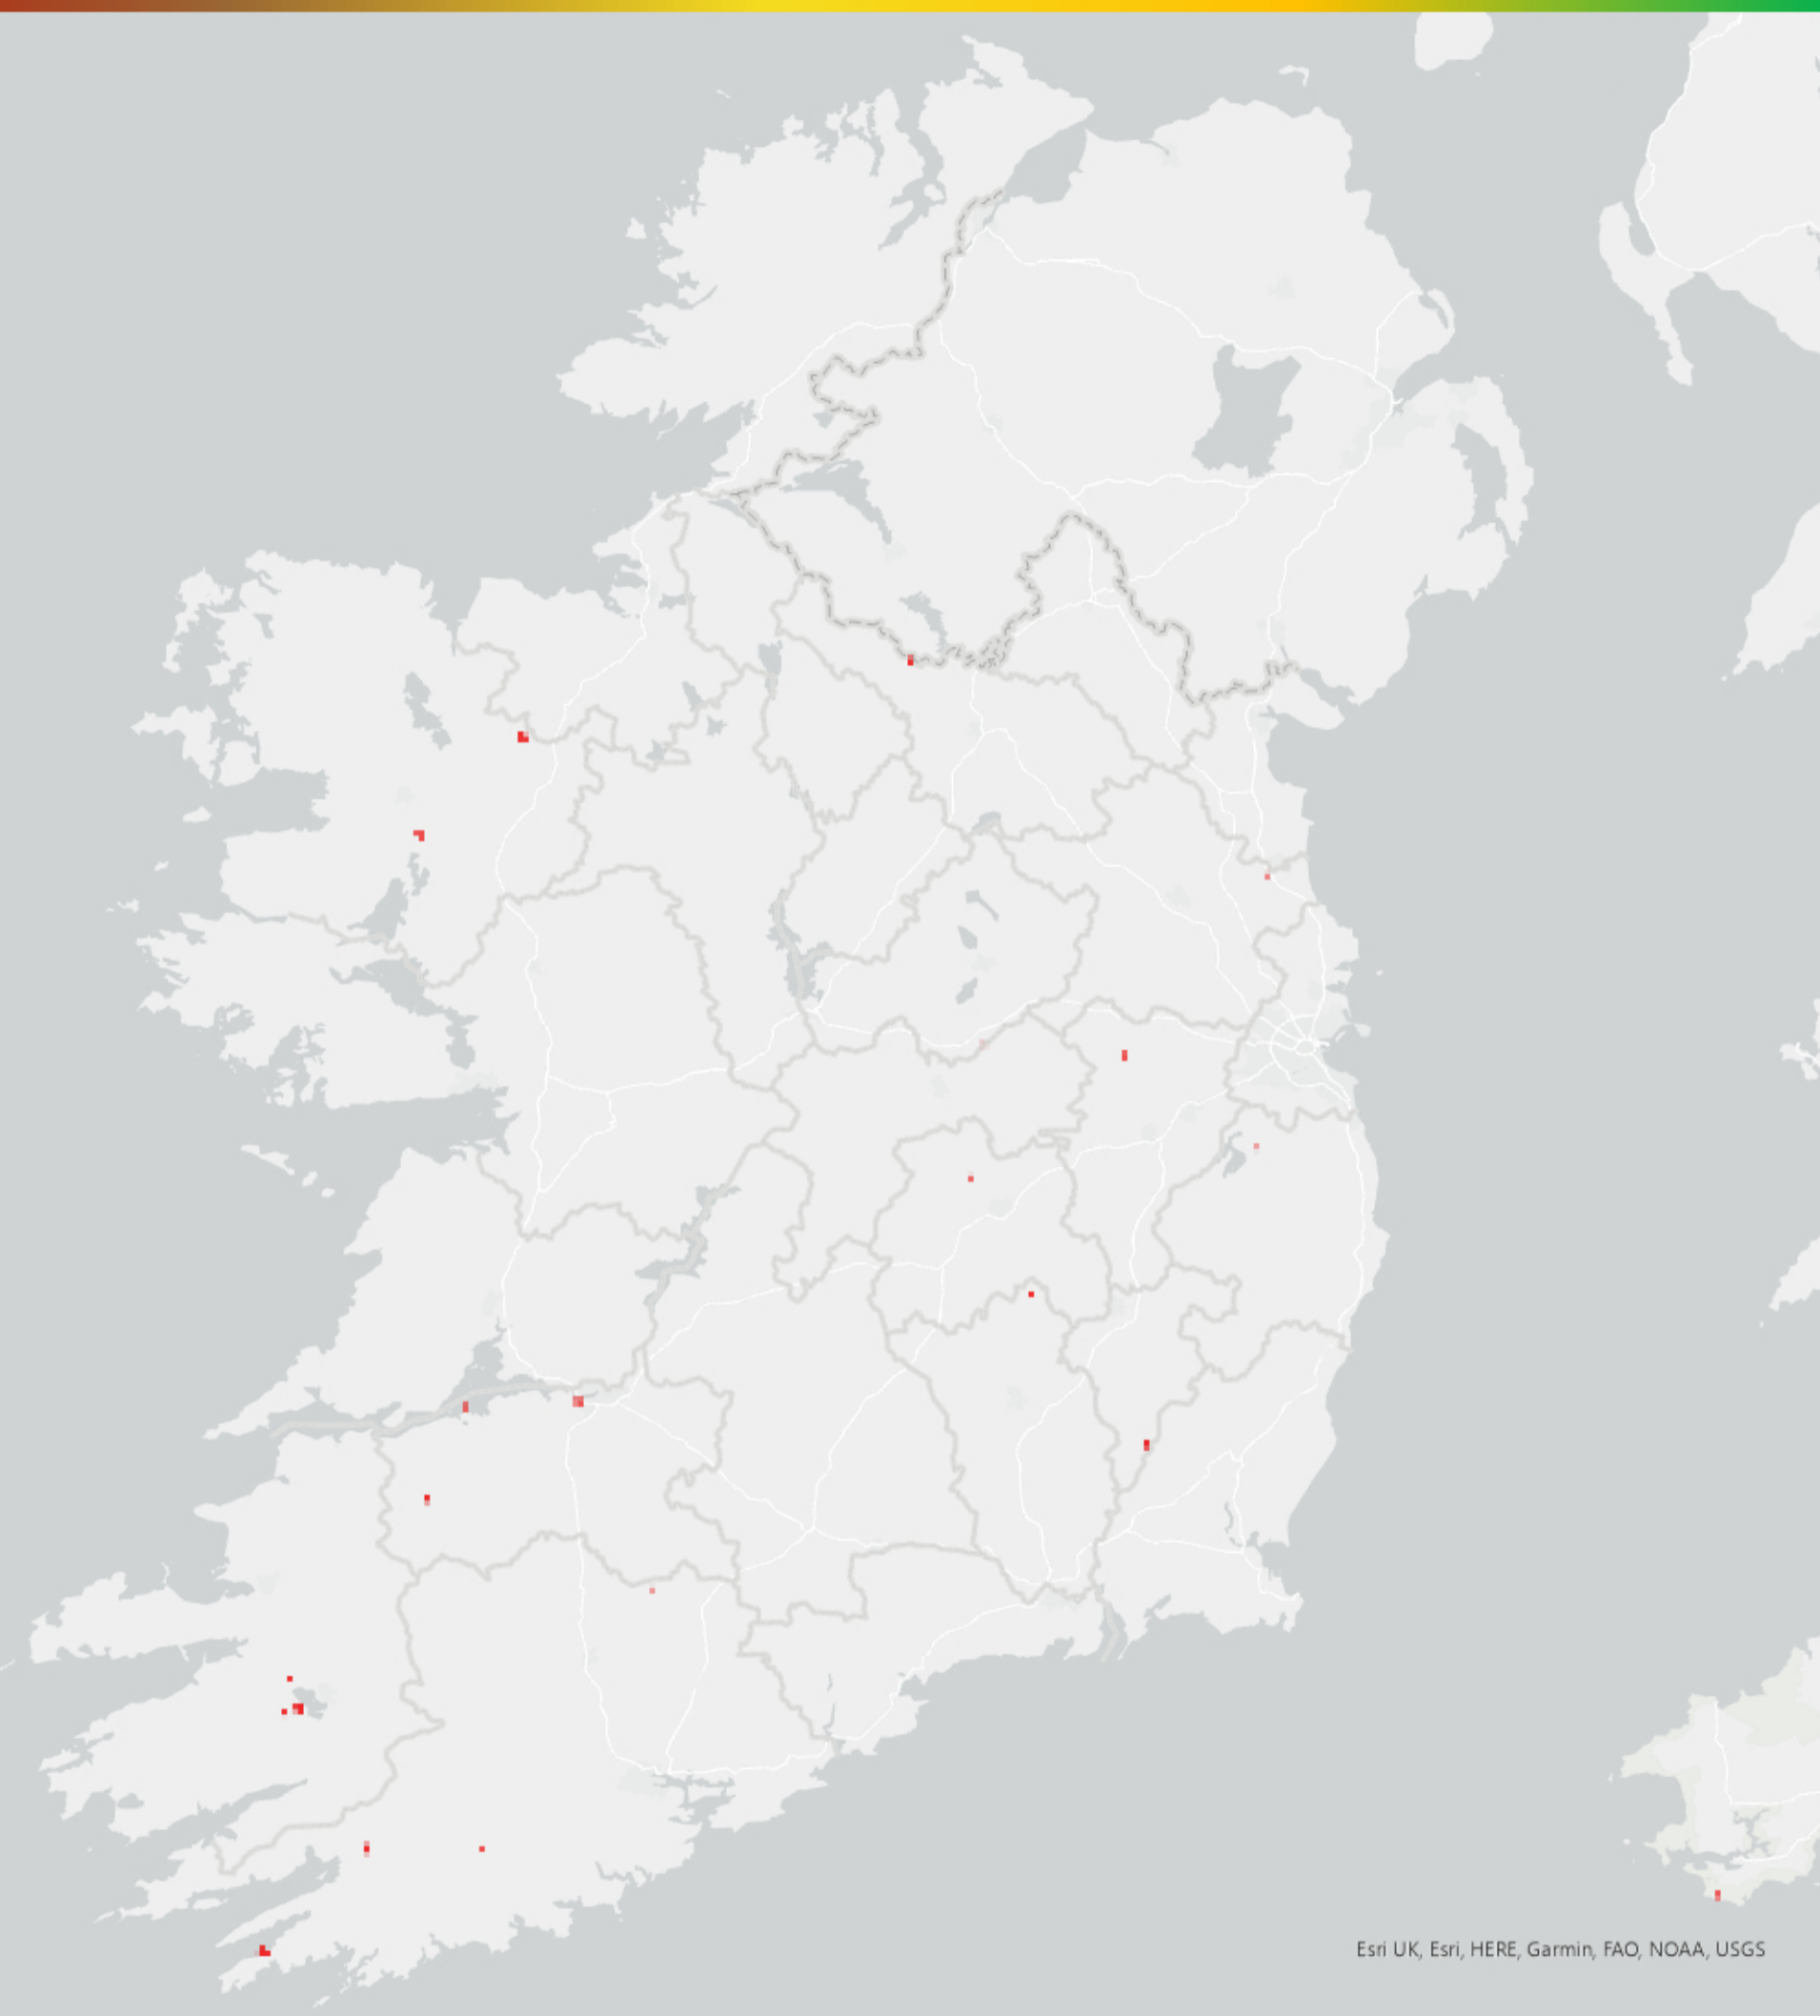 Esri UK, Esri, HERE, Garmin, FAO, NOAA, USGS